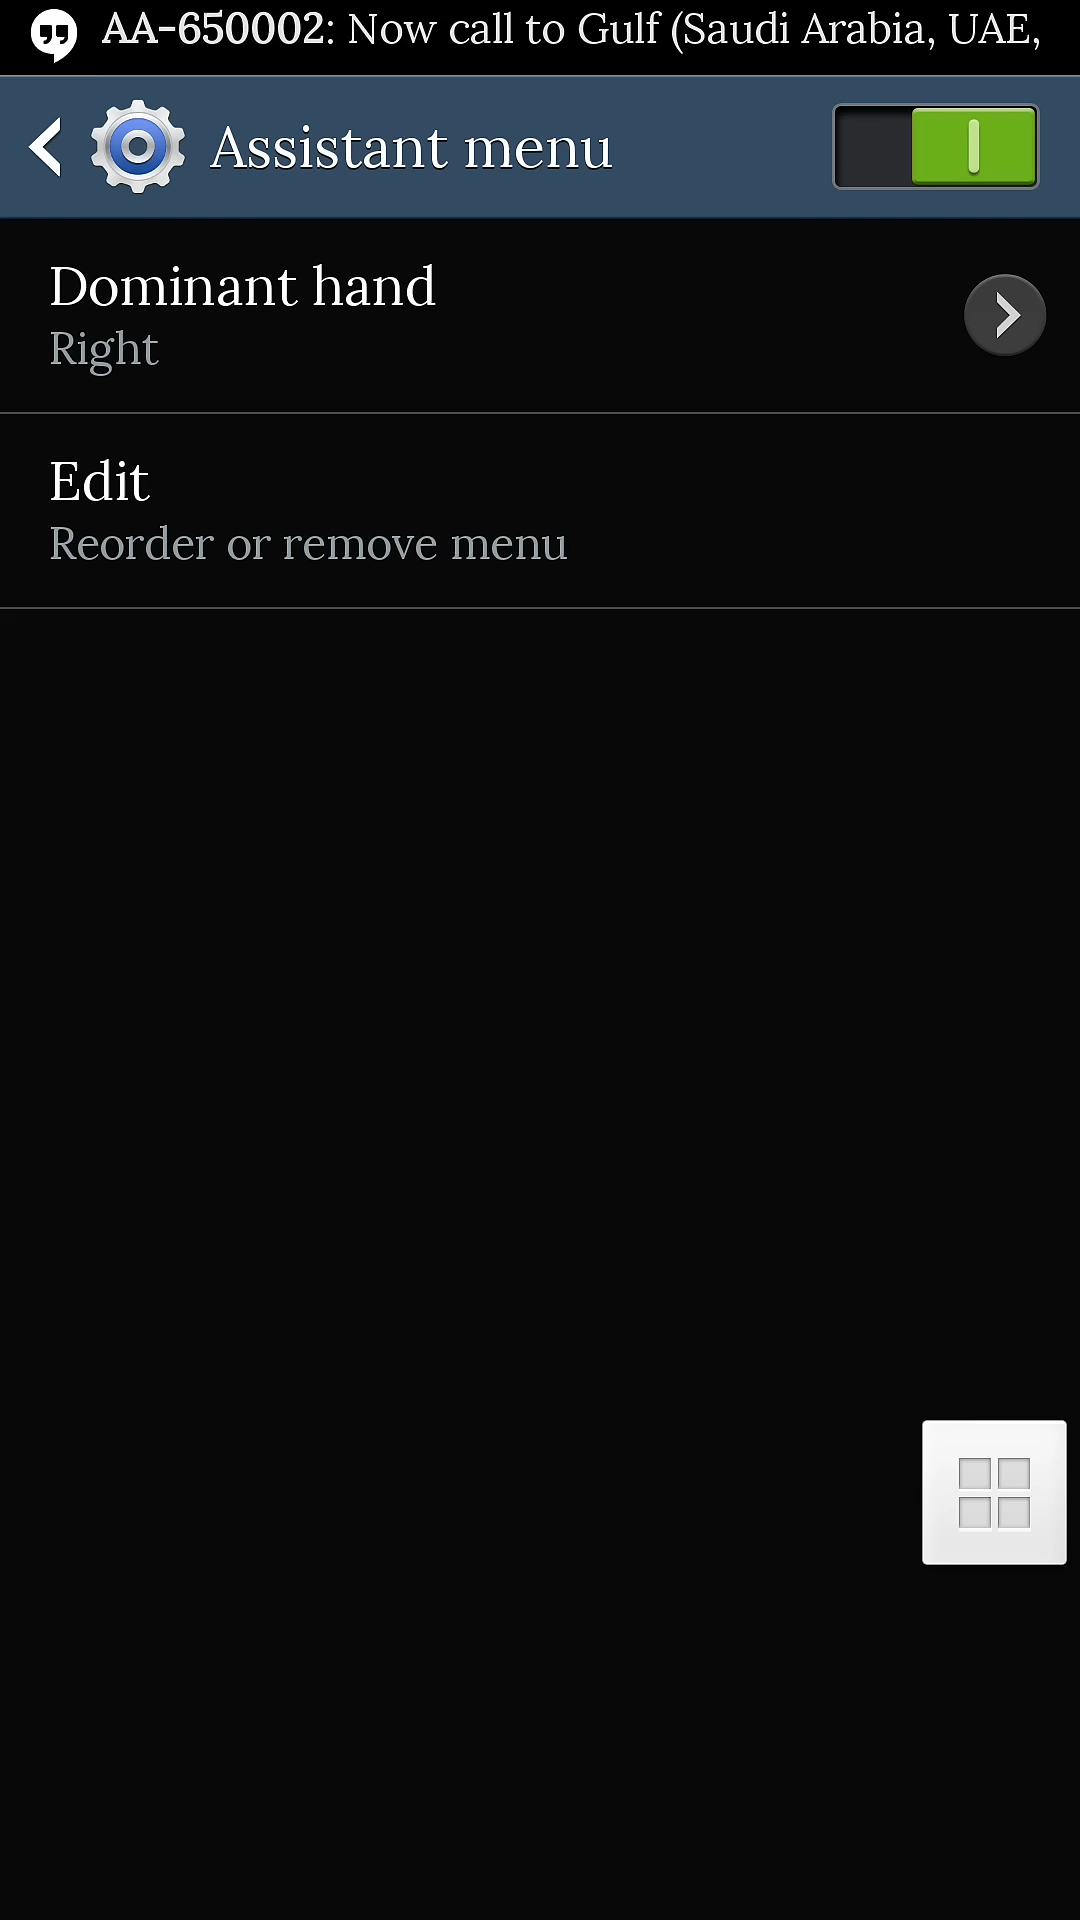 AA-650002: Now call to Gulf (Saudi Arabia, UAE,
Assistant menu
Dominant hand
Right
Edit
Reorder or remove menu